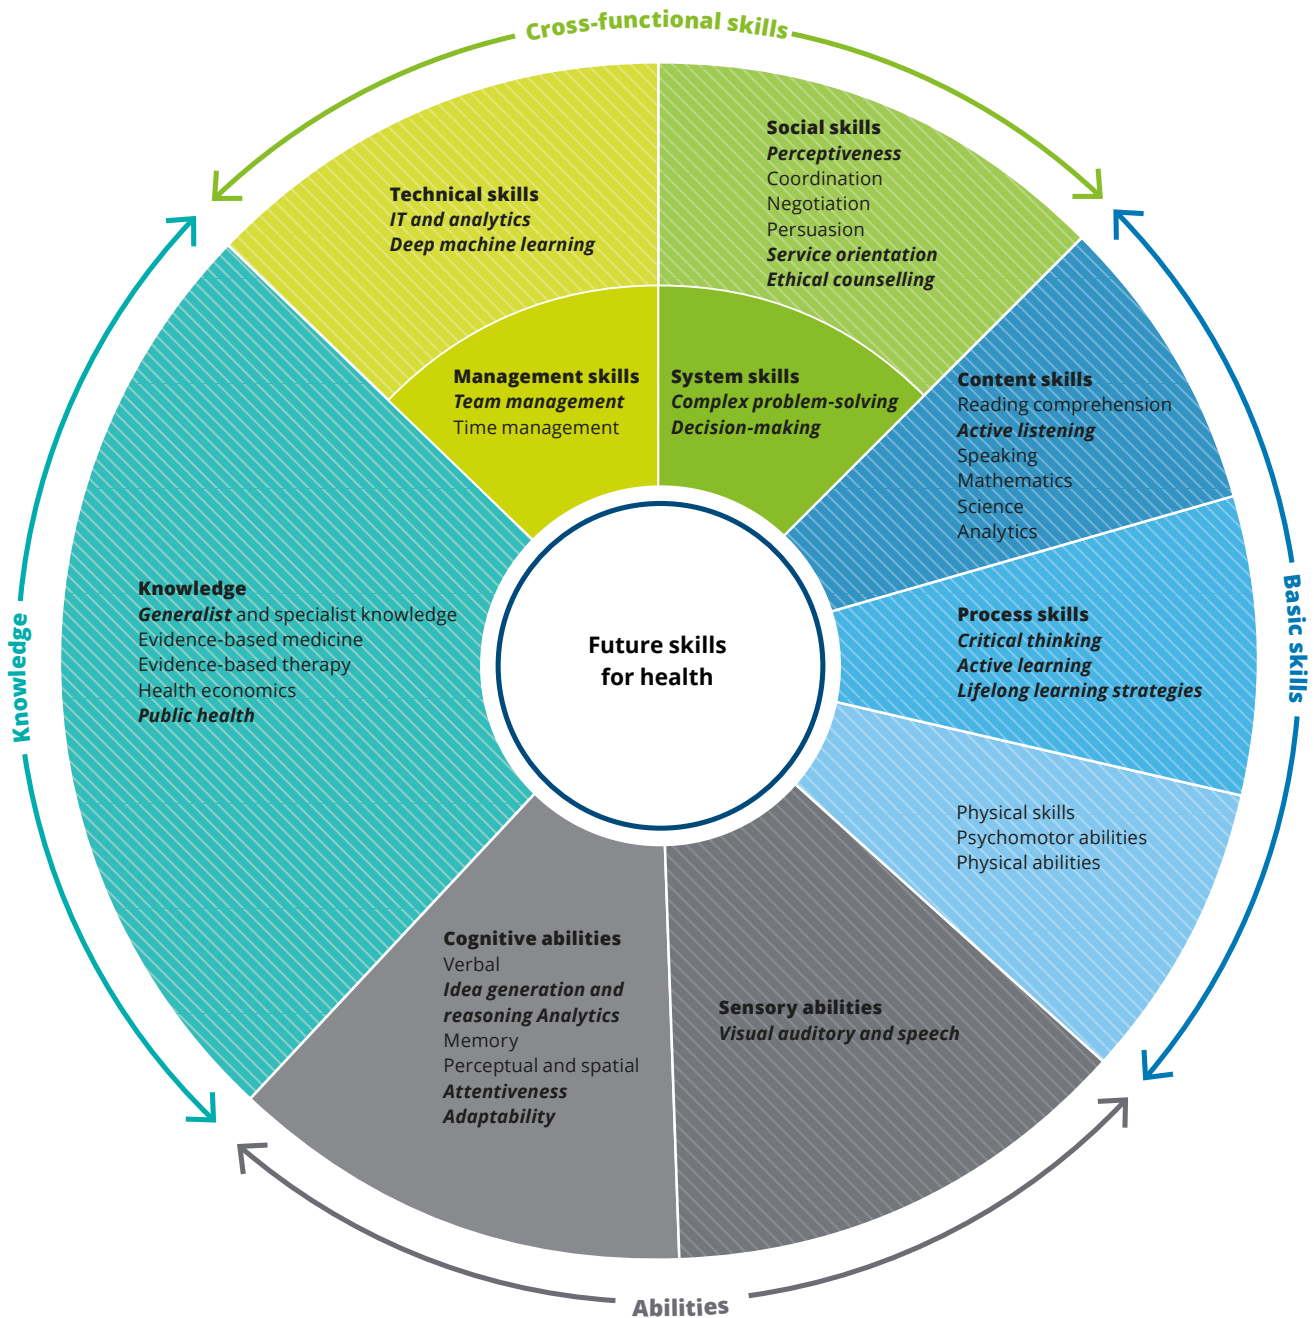 Cross-functional skills
Technical skills
IT and analytics
Deep machine learning
Social skills
Perceptiveness
Coordination
Negotiation
Persuasion
Service orientation
Ethical counselling
Management skills
Team management
Time management
System skills
Complex problem-solving
Decision-making
Content skills
Reading comprehension
Active listening
Speaking
Mathematics
Science
Analytics
Basic skills
Process skills
Critical thinking
Active learning
Lifelong learning strategies
Physical skills
Psychomotor abilities
Physical abilities
Future skills
for health
Knowledge
Knowledge
Generalist and specialist knowledge
Evidence-based medicine
Evidence-based therapy
Health economics
Public health
Cognitive abilities
Verbal
Idea generation and
reasoning Analytics
Memory
Perceptual and spatial
Attentiveness
Adaptability
Sensory abilities
Visual auditory and speech
Abilities